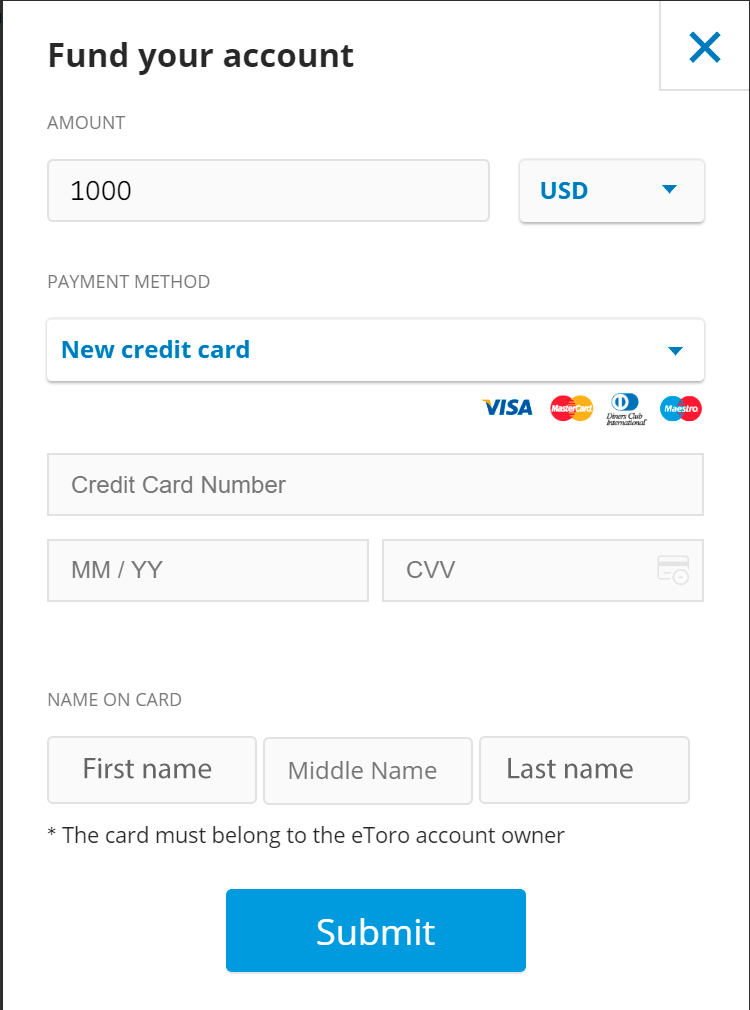 Fund your account
AMOUNT
1000
USD
PAYMENT METHOD
New credit card
VISA MasterCard Diners Club International Maestro
Credit Card Number
MM / YY CVV
NAME ON CARD
First name Middle Name Last name
* The card must belong to the eToro account owner
Submit